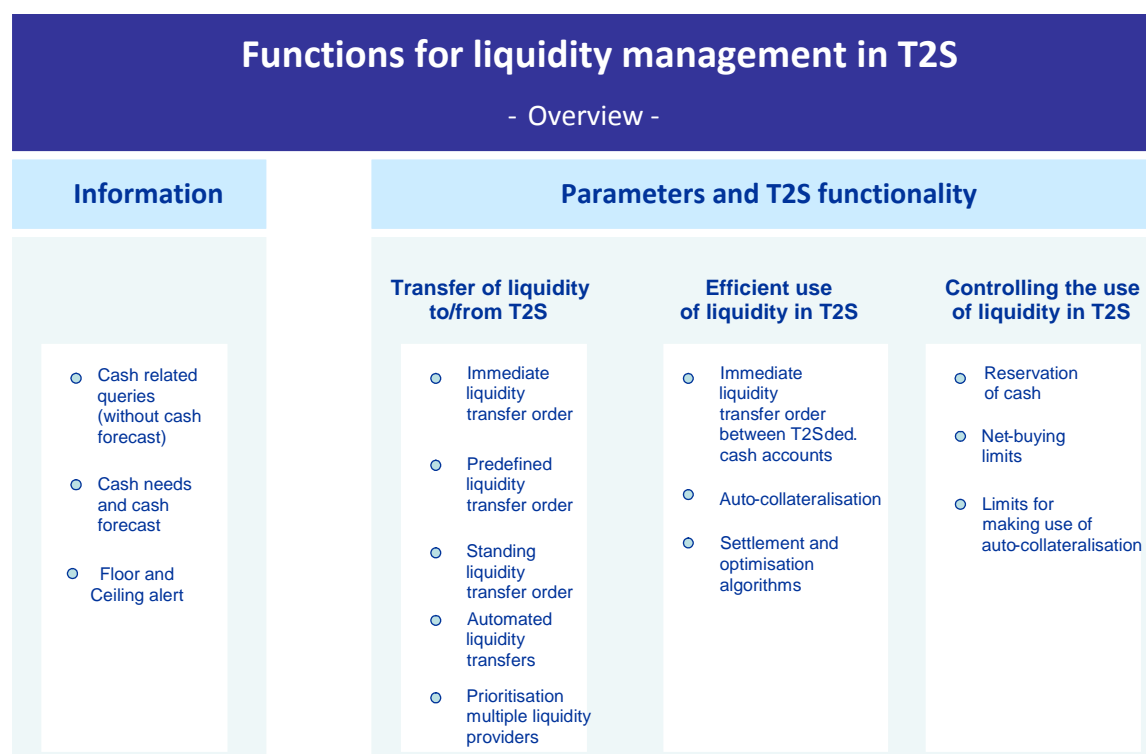 Functions for liquidity management in T2S
- Overview -
Information
Cash related
queries
(without cash
forecast)
Cash needs
and cash
forecast
Floor and
Ceiling alert
Parameters and T2S functionality
Transfer of liquidity
to/from T2S
Immediate
liquidity
transfer order
Predefined
liquidity
transfer order
Standing
liquidity
transfer order
Automated
liquidity
transfers
Prioritisation
multiple liquidity
providers
Efficient use
of liquidity in T2S
Immediate
liquidity
transfer order
between T2Sded.
cash accounts
Auto-collateralisation
Settlement and
optimisation
algorithms
Controlling the use
of liquidity in T2S
Reservation
of cash
Net-buying
limits
Limits for
making use of
auto-collateralisation